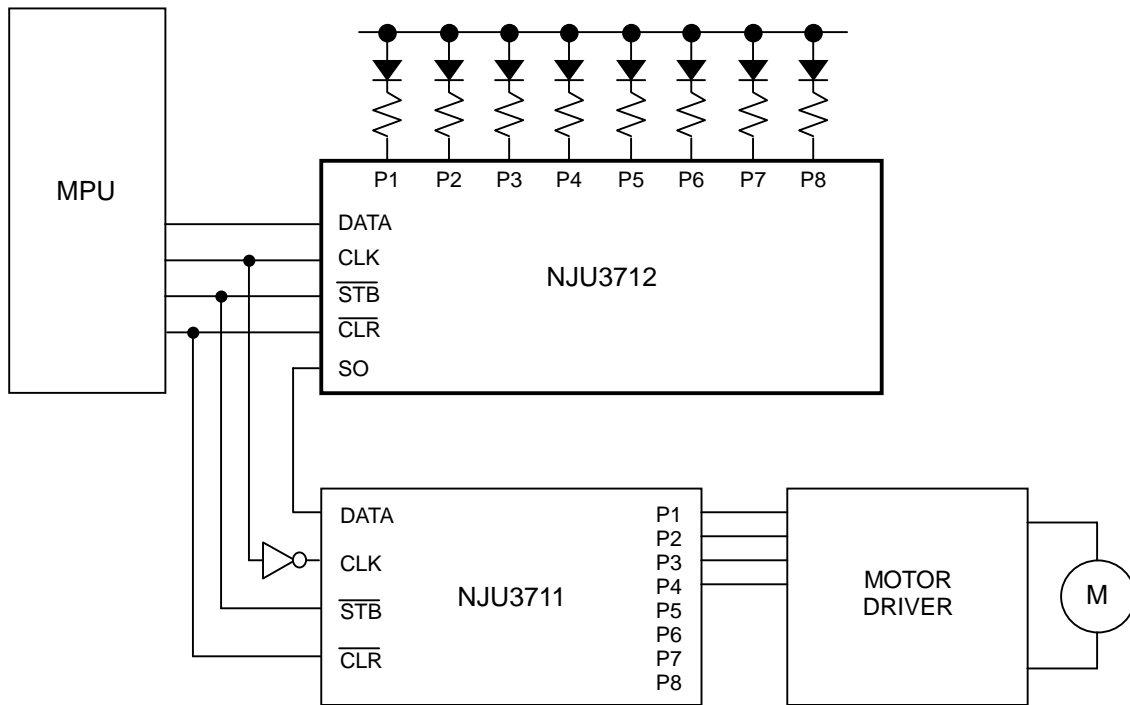 MPU
P1 P2 P3 P4 P5 P6 P7 P8
DATA
CLK
STB
CLR
SO
NJU3712
DATA
CLK
STB
CLR
NJU3711
P1
P2
P3
P4
P5
P6
P7
P8
MOTOR
DRIVER
M